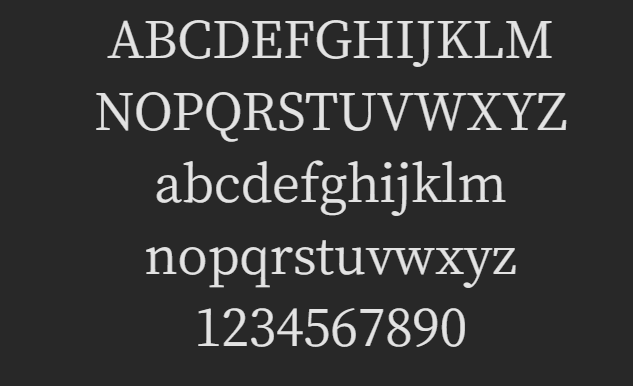 ABCDEFGHIJKLM
NOPQRSTUVWXYZ
abcdefghijklm
nopqrstuvwxyz
1234567890